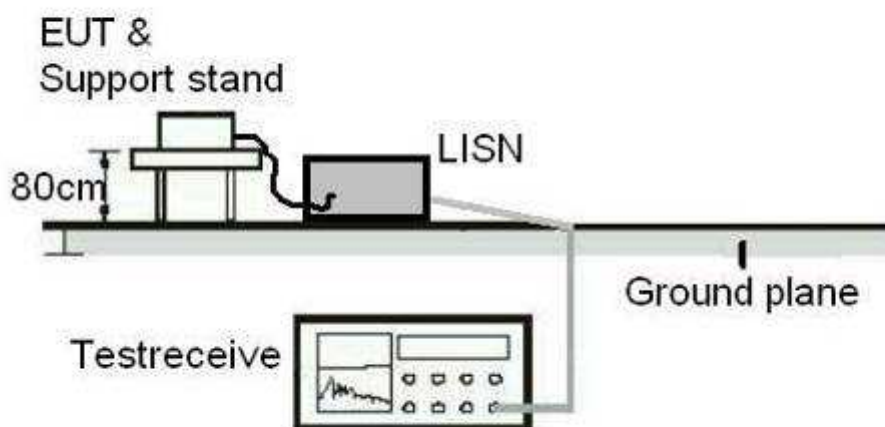 EUT &
Support stand
LISN
80cm
Ground plane
Testreceive